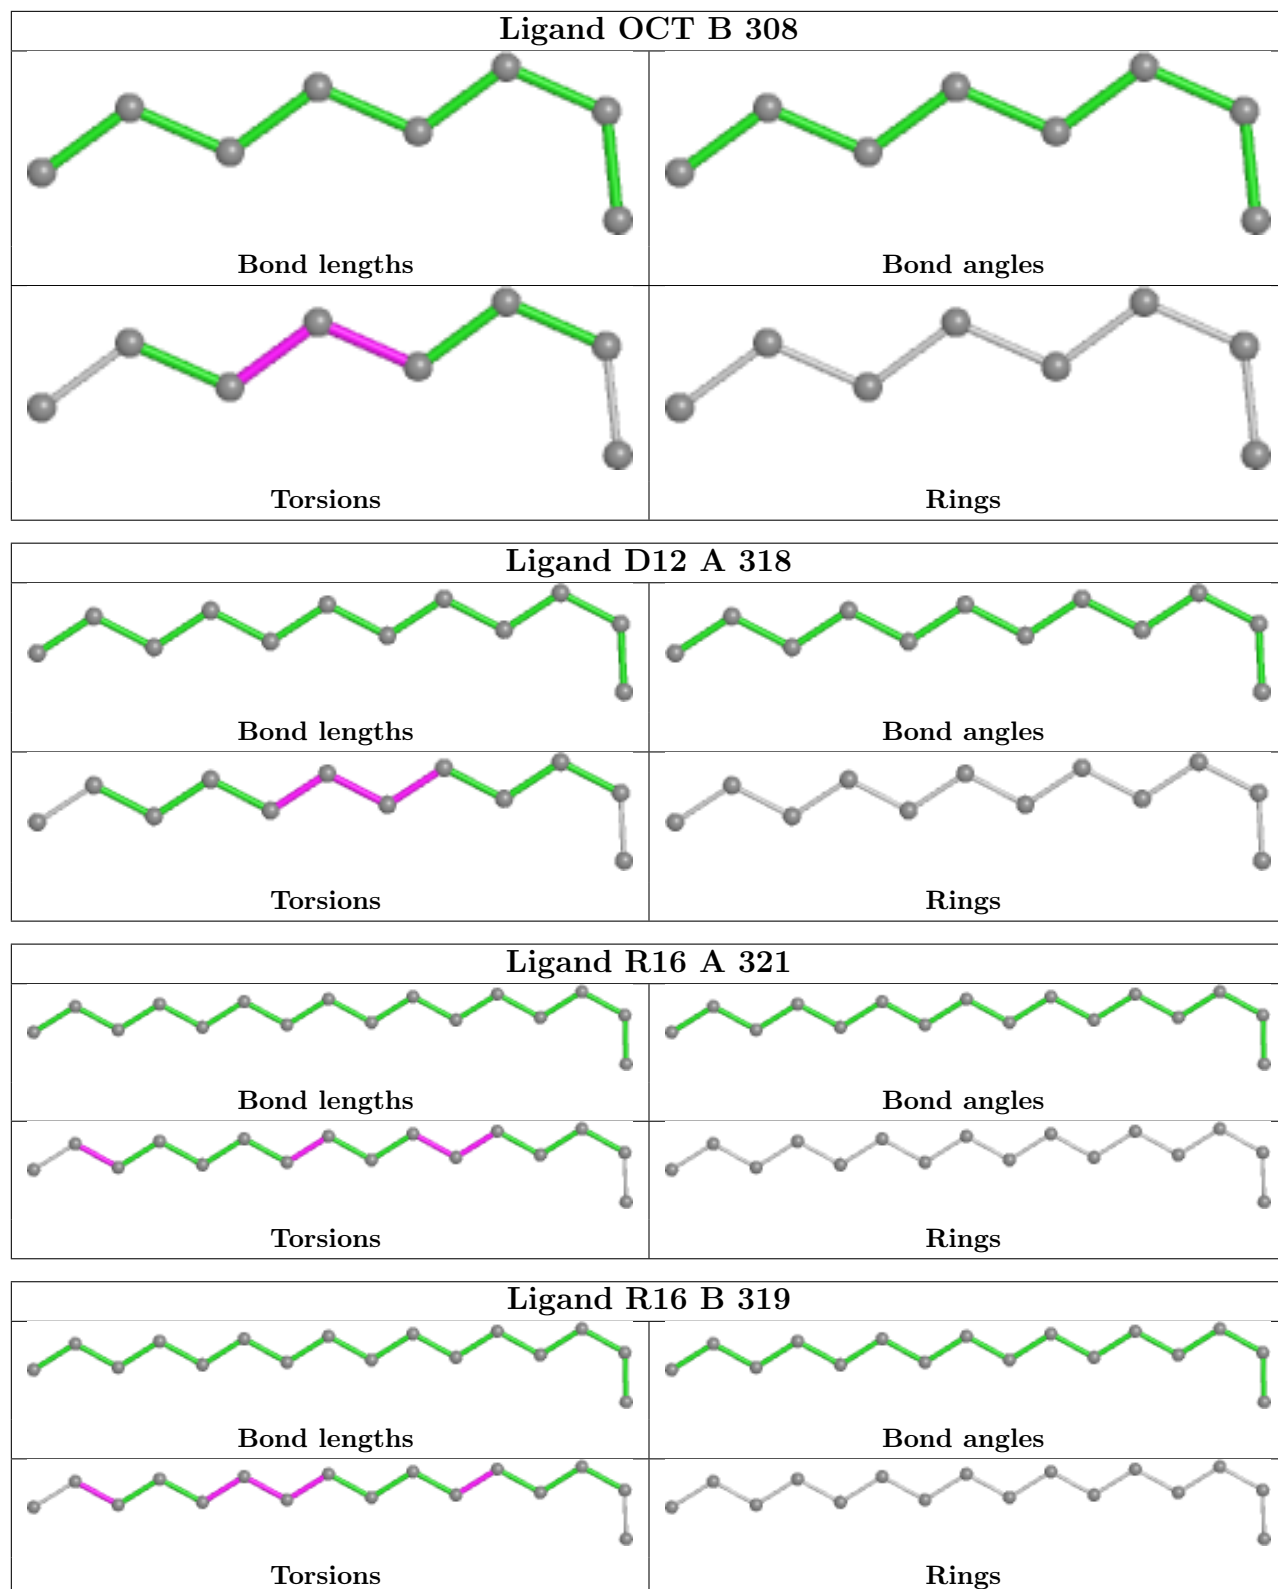 Ligand OCT B 308
Bond lengths
Bond angles
Torsions
Rings
Ligand D12 A 318
Bond lengths
Bond angles
Torsions
Rings
Ligand R16 A 321
Bond lengths
Bond angles
Torsions
Rings
Ligand R16 B 319
Bond lengths
Bond angles
Torsions
Rings